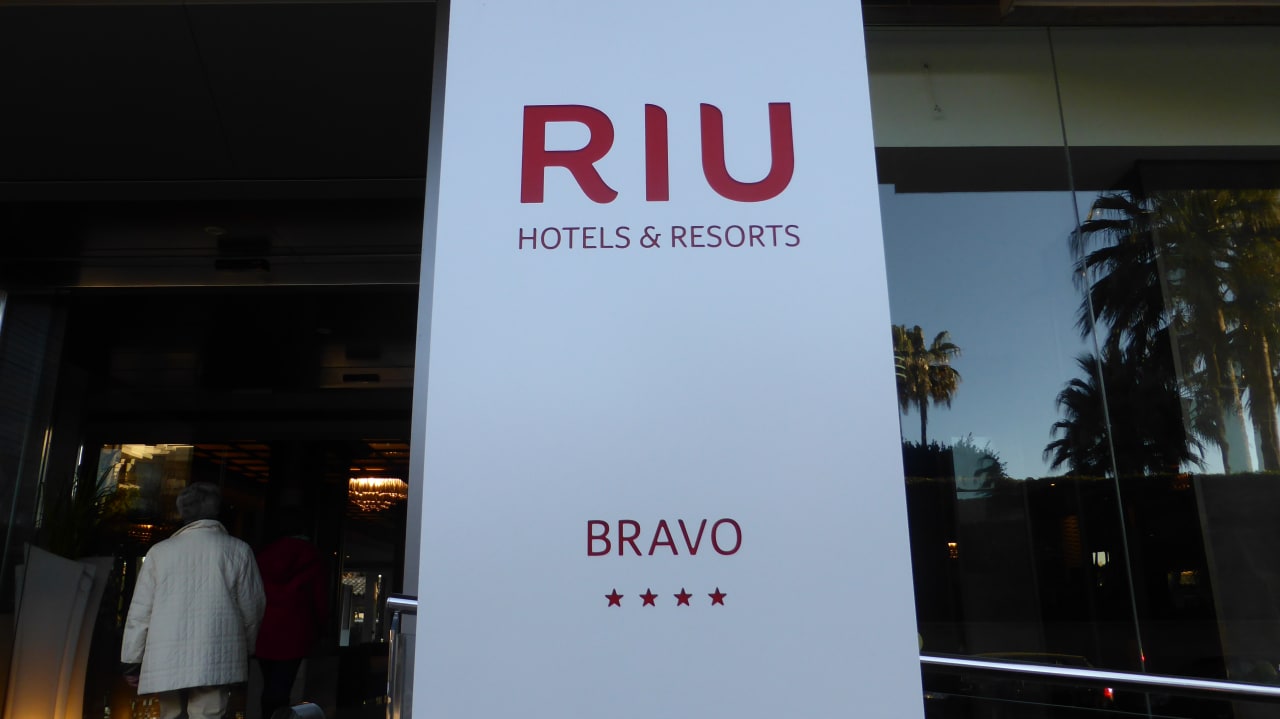 RIU
HOTELS & RESORTS
BRAVO
★★★★